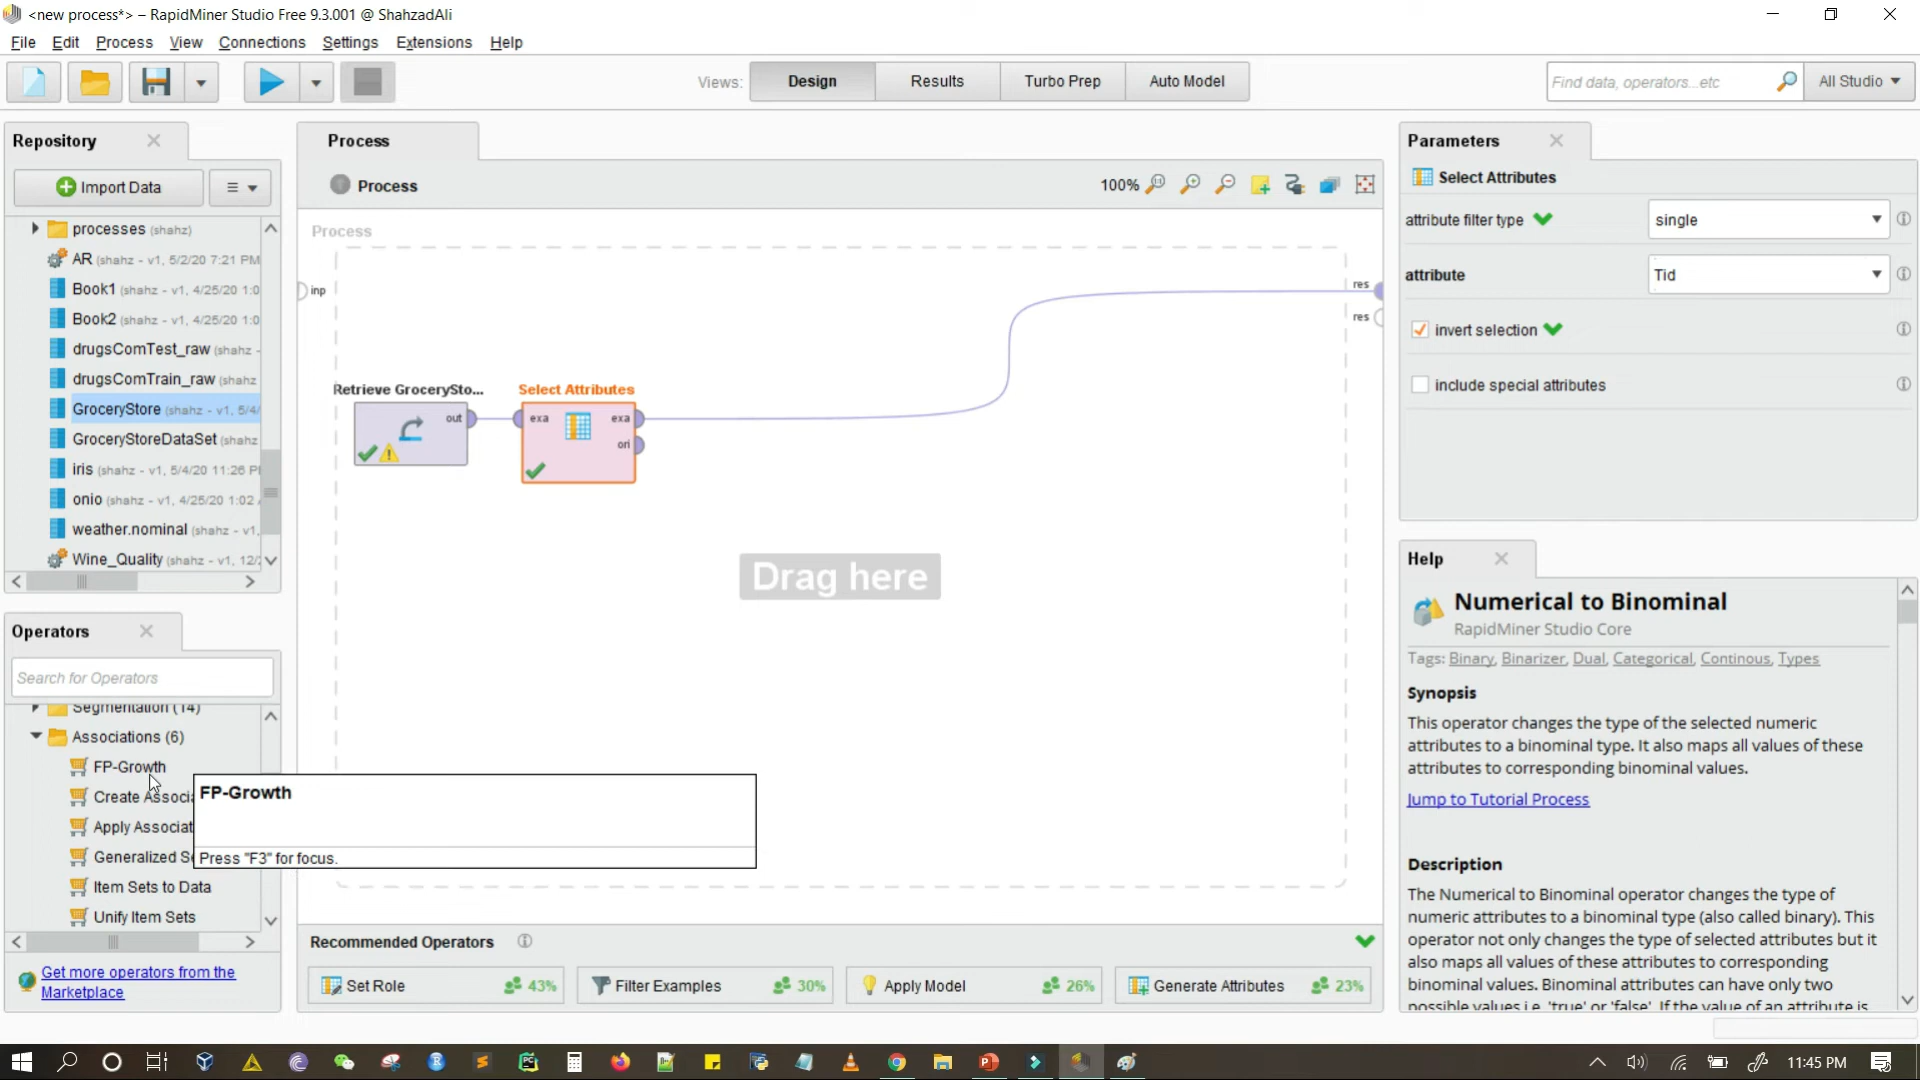 <new process*> – RapidMiner Studio Free 9.3.001 @ ShahzadAli
File Edit Process View Connections Settings Extensions Help
Views: Design Results Turbo Prep Auto Model
Find data, operators...etc All Studio
Repository
Import Data
processes (shahz)
AR (shahz - v1, 5/2/20 7:21 PM
Book1 (shahz - v1, 4/25/20 1:0
Book2 (shahz - v1, 4/25/20 1:0
drugsComTest_raw (shahz -
drugsComTrain_raw (shahz
GroceryStore (shahz - v1, 5/4/
GroceryStoreDataSet (shahz
iris (shahz - v1, 5/4/20 11:26 P
onio (shahz - v1, 4/25/20 1:02
weather.nominal (shahz - v1,
Wine_Quality (shahz - v1, 12/
Operators
Search for Operators
Segmentation (14)
Associations (6)
FP-Growth
Create Associa
Apply Associat
Generalized Se
Item Sets to Data
Unify Item Sets
Get more operators from the
Marketplace
FP-Growth
Press "F3" for focus.
Process
Process
100%
Process
inp
res
res
Retrieve GrocerySto...
out
Select Attributes
exa
exa
ori
Drag here
Recommended Operators
Set Role 43%
Filter Examples 30%
Apply Model 26%
Generate Attributes 23%
Parameters
Select Attributes
attribute filter type single
attribute Tid
invert selection
include special attributes
Help
Numerical to Binominal
RapidMiner Studio Core
Tags: Binary, Binarizer, Dual, Categorical, Continous, Types
Synopsis
This operator changes the type of the selected numeric
attributes to a binominal type. It also maps all values of these
attributes to corresponding binominal values.
Jump to Tutorial Process
Description
The Numerical to Binominal operator changes the type of
numeric attributes to a binominal type (also called binary). This
operator not only changes the type of selected attributes but it
also maps all values of these attributes to corresponding
binominal values. Binominal attributes can have only two
possible values i.e. 'true' or 'false'. If the value of an attribute is
11:45 PM